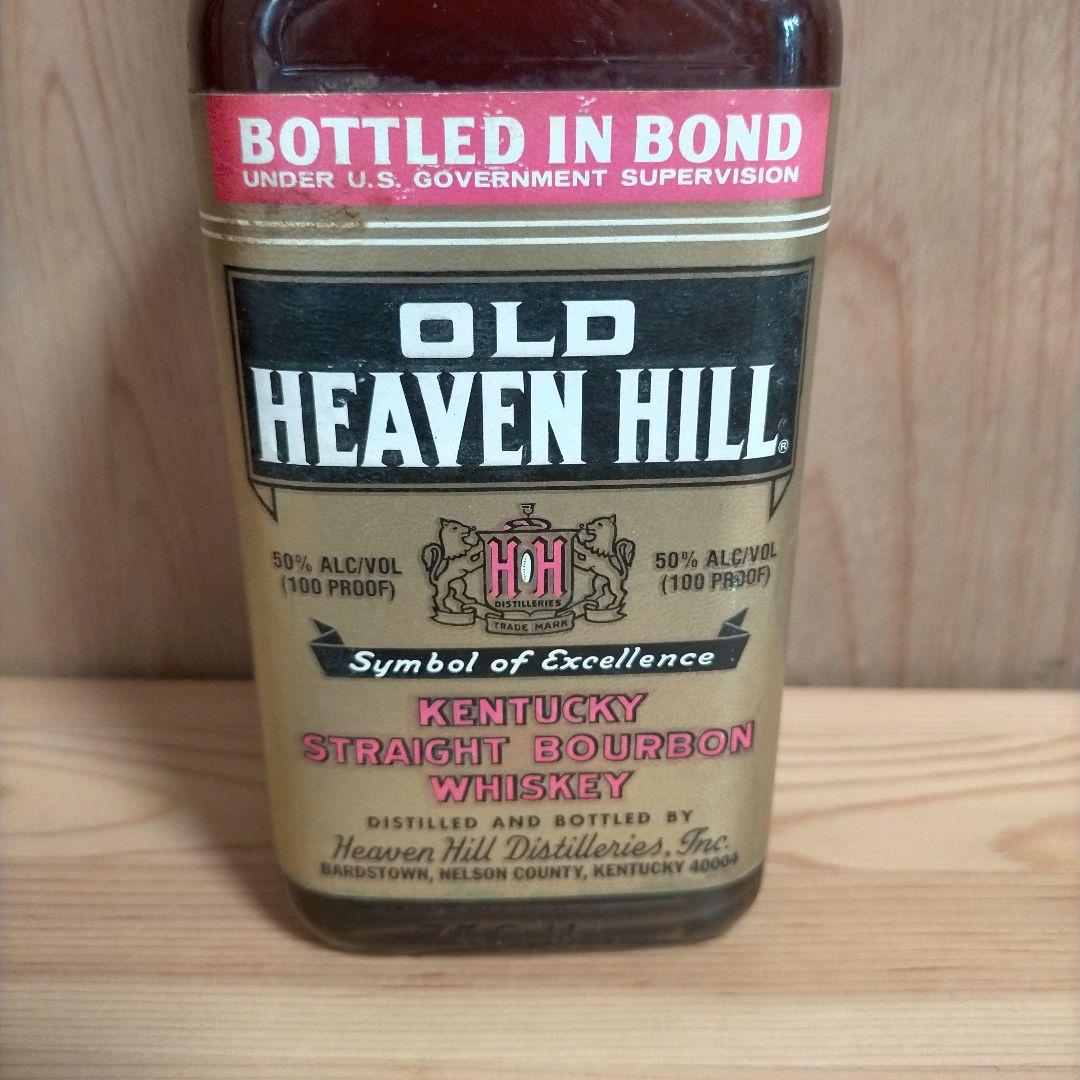 BOTTLED IN BOND
UNDER U.S. GOVERNMENT SUPERVISION
OLD
HEAVEN HILL®
50% ALC/VOL
(100 PROOF)
HH
DISTILLERIES
TRADE MARK
50% ALC/VOL
(100 PROOF)
Symbol of Excellence
KENTUCKY
STRAIGHT BOURBON
WHISKEY
DISTILLED AND BOTTLED BY
Heaven Hill Distilleries, Inc.
BARDSTOWN, NELSON COUNTY, KENTUCKY 40004